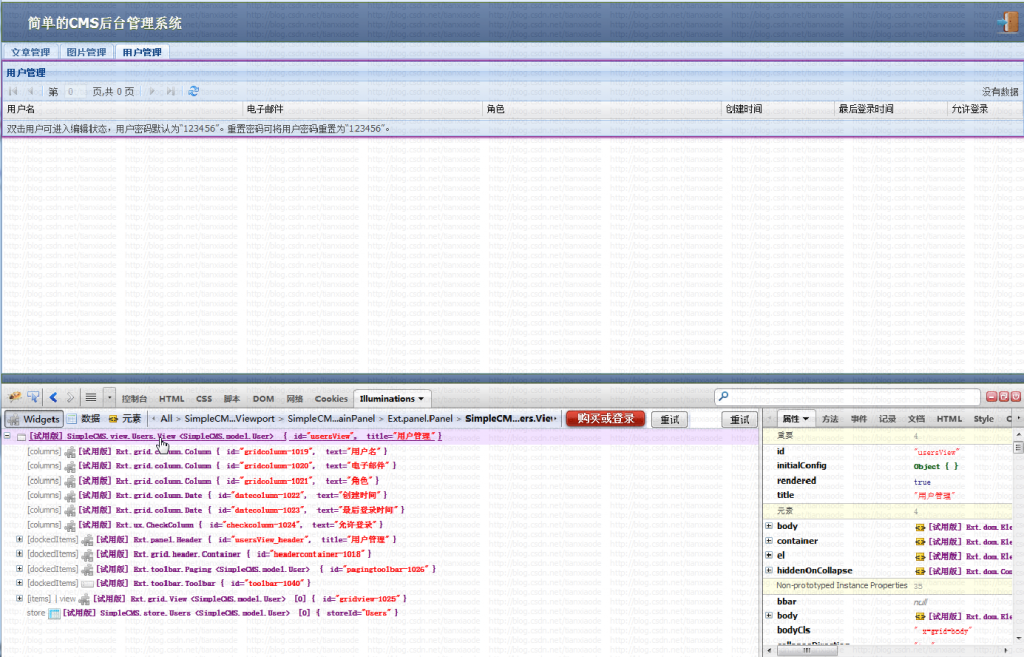 简单的CMS后台管理系统
文章管理 图片管理 用户管理
用户管理
第 0 页,共 0 页 没有数据
用户名 电子邮件 角色 创建时间 最后登录时间 允许登录
双击用户可进入编辑状态，用户密码默认为"123456"。重置密码可将用户密码重置为"123456"。
控制台 HTML CSS 脚本 DOM 网络 Cookies Illuminations
Widgets 数据 元素 All > SimpleCM...Viewport > SimpleCM...ainPanel > Ext.panel.Panel > SimpleCM...ers.View 购买或登录 重试 重试
[试用版] SimpleCMS.view.Users.View <SimpleCMS.model.User> { id="usersView", title="用户管理" }
[columns] [试用版] Ext.grid.column.Column { id="gridcolumn-1019", text="用户名" }
[columns] [试用版] Ext.grid.column.Column { id="gridcolumn-1020", text="电子邮件" }
[columns] [试用版] Ext.grid.column.Column { id="gridcolumn-1021", text="角色" }
[columns] [试用版] Ext.grid.column.Date { id="datecolumn-1022", text="创建时间" }
[columns] [试用版] Ext.grid.column.Date { id="datecolumn-1023", text="最后登录时间" }
[columns] [试用版] Ext.ux.CheckColumn { id="checkcolumn-1024", text="允许登录" }
[dockedItems] [试用版] Ext.panel.Header { id="usersView_header", title="用户管理" }
[dockedItems] [试用版] Ext.grid.header.Container { id="headercontainer-1018" }
[dockedItems] [试用版] Ext.toolbar.Paging <SimpleCMS.model.User> { id="pagingtoolbar-1026" }
[dockedItems] [试用版] Ext.toolbar.Toolbar { id="toolbar-1040" }
[items] | view [试用版] Ext.grid.View <SimpleCMS.model.User> [0] { id="gridview-1025" }
store [试用版] SimpleCMS.store.Users <SimpleCMS.model.User> [0] { storeId="Users" }
属性 方法 事件 记录 文档 HTML Style
重要 4
id "usersView"
initialConfig Object { }
rendered true
title "用户管理"
元素 4
body [试用版] Ext.dom.Ele
container [试用版] Ext.dom.Ele
el [试用版] Ext.dom.Ele
hiddenOnCollapse [试用版] Ext.dom.Com
Non-prototyped Instance Properties 35
bbar null
body [试用版] Ext.dom.Ele
bodyCls " x-grid-body"